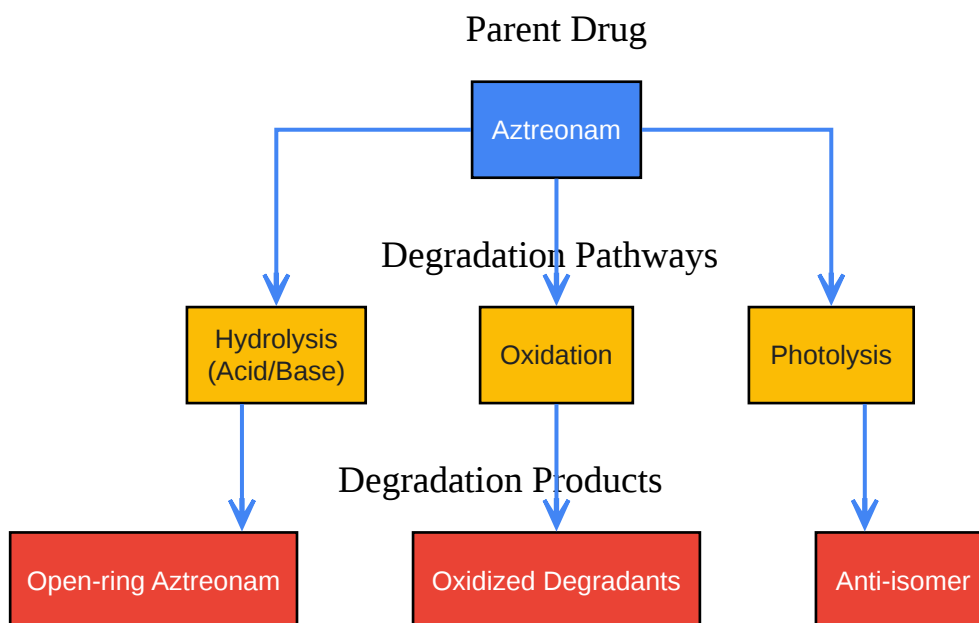 Parent Drug
Aztreonam
Degradation Pathways
Hydrolysis
(Acid/Base)
Oxidation
Photolysis
Degradation Products
Open-ring Aztreonam
Oxidized Degradants
Anti-isomer